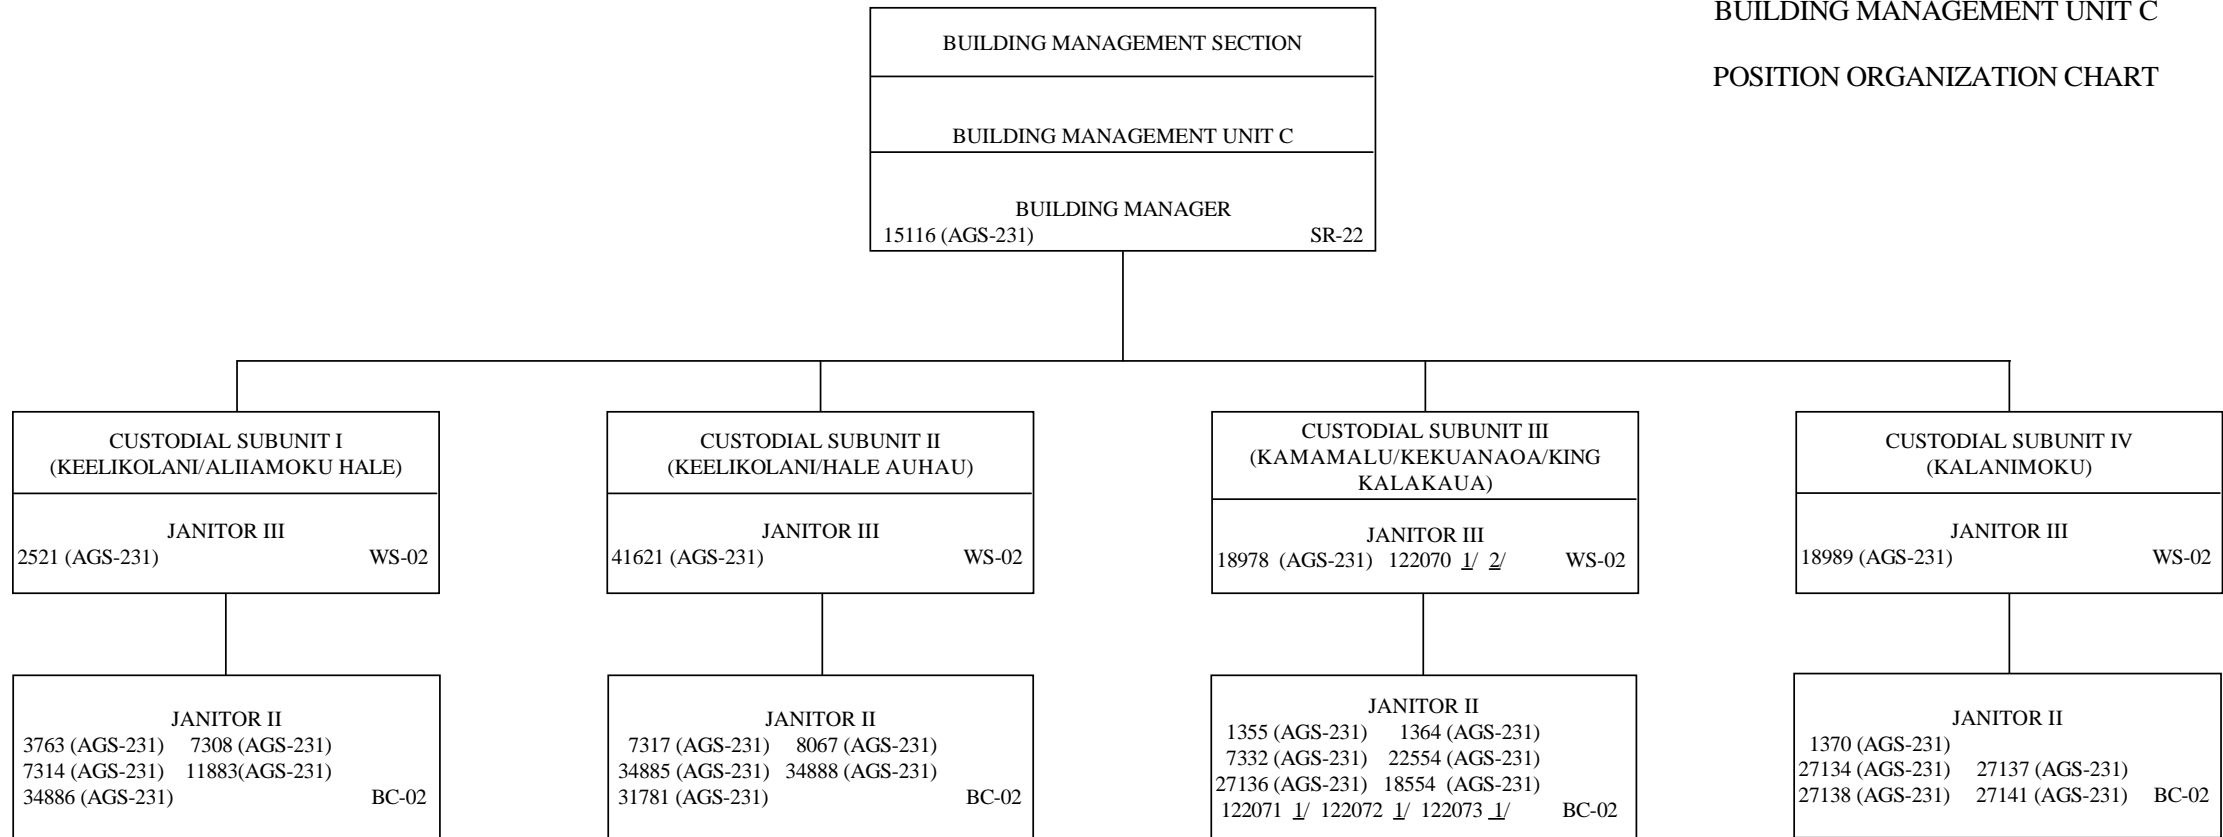 BUILDING MANAGEMENT UNIT C
POSITION ORGANIZATION CHART
BUILDING MANAGEMENT SECTION
BUILDING MANAGEMENT UNIT C
BUILDING MANAGER
15116 (AGS-231) SR-22
CUSTODIAL SUBUNIT I
(KEELIKOLANI/ALIIAMOKU HALE)
JANITOR III
2521 (AGS-231) WS-02
CUSTODIAL SUBUNIT II
(KEELIKOLANI/HALE AUHAU)
JANITOR III
41621 (AGS-231) WS-02
CUSTODIAL SUBUNIT III
(KAMAMALU/KEKUANAOA/KING
KALAKAUA)
JANITOR III
18978 (AGS-231) 122070 1/ 2/ WS-02
CUSTODIAL SUBUNIT IV
(KALANIMOKU)
JANITOR III
18989 (AGS-231) WS-02
JANITOR II
3763 (AGS-231) 7308 (AGS-231)
7314 (AGS-231) 11883(AGS-231)
34886 (AGS-231) BC-02
JANITOR II
7317 (AGS-231) 8067 (AGS-231)
34885 (AGS-231) 34888 (AGS-231)
31781 (AGS-231) BC-02
JANITOR II
1355 (AGS-231) 1364 (AGS-231)
7332 (AGS-231) 22554 (AGS-231)
27136 (AGS-231) 18554 (AGS-231)
122071 1/ 122072 1/ 122073 1/ BC-02
JANITOR II
1370 (AGS-231)
27134 (AGS-231) 27137 (AGS-231)
27138 (AGS-231) 27141 (AGS-231) BC-02